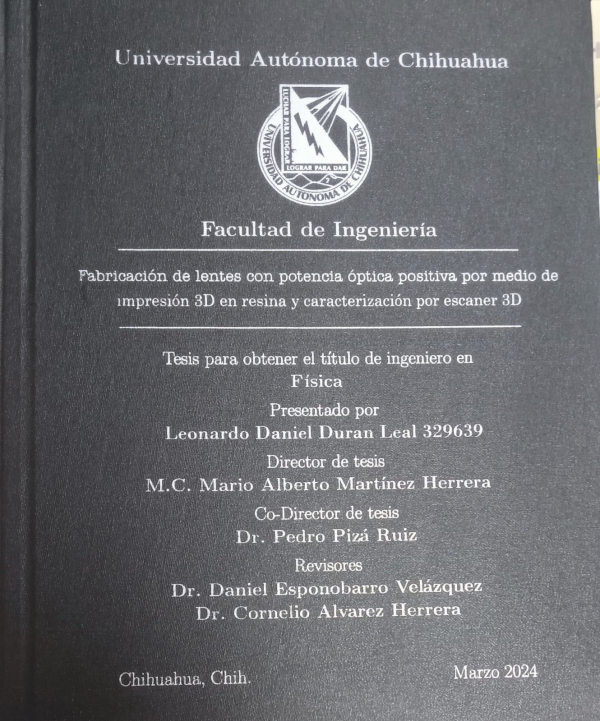 Universidad Autónoma de Chihuahua
LUCHAR PARA LOGRAR
LOGRAR PARA DAR
UNIVERSIDAD AUTONOMA DE CHIHUAHUA
Facultad de Ingeniería
Fabricación de lentes con potencia óptica positiva por medio de
impresión 3D en resina y caracterización por escaner 3D
Tesis para obtener el título de ingeniero en
Física
Presentado por
Leonardo Daniel Duran Leal 329639
Director de tesis
M.C. Mario Alberto Martínez Herrera
Co-Director de tesis
Dr. Pedro Pizá Ruiz
Revisores
Dr. Daniel Esponobarro Velázquez
Dr. Cornelio Alvarez Herrera
Chihuahua, Chih.
Marzo 2024